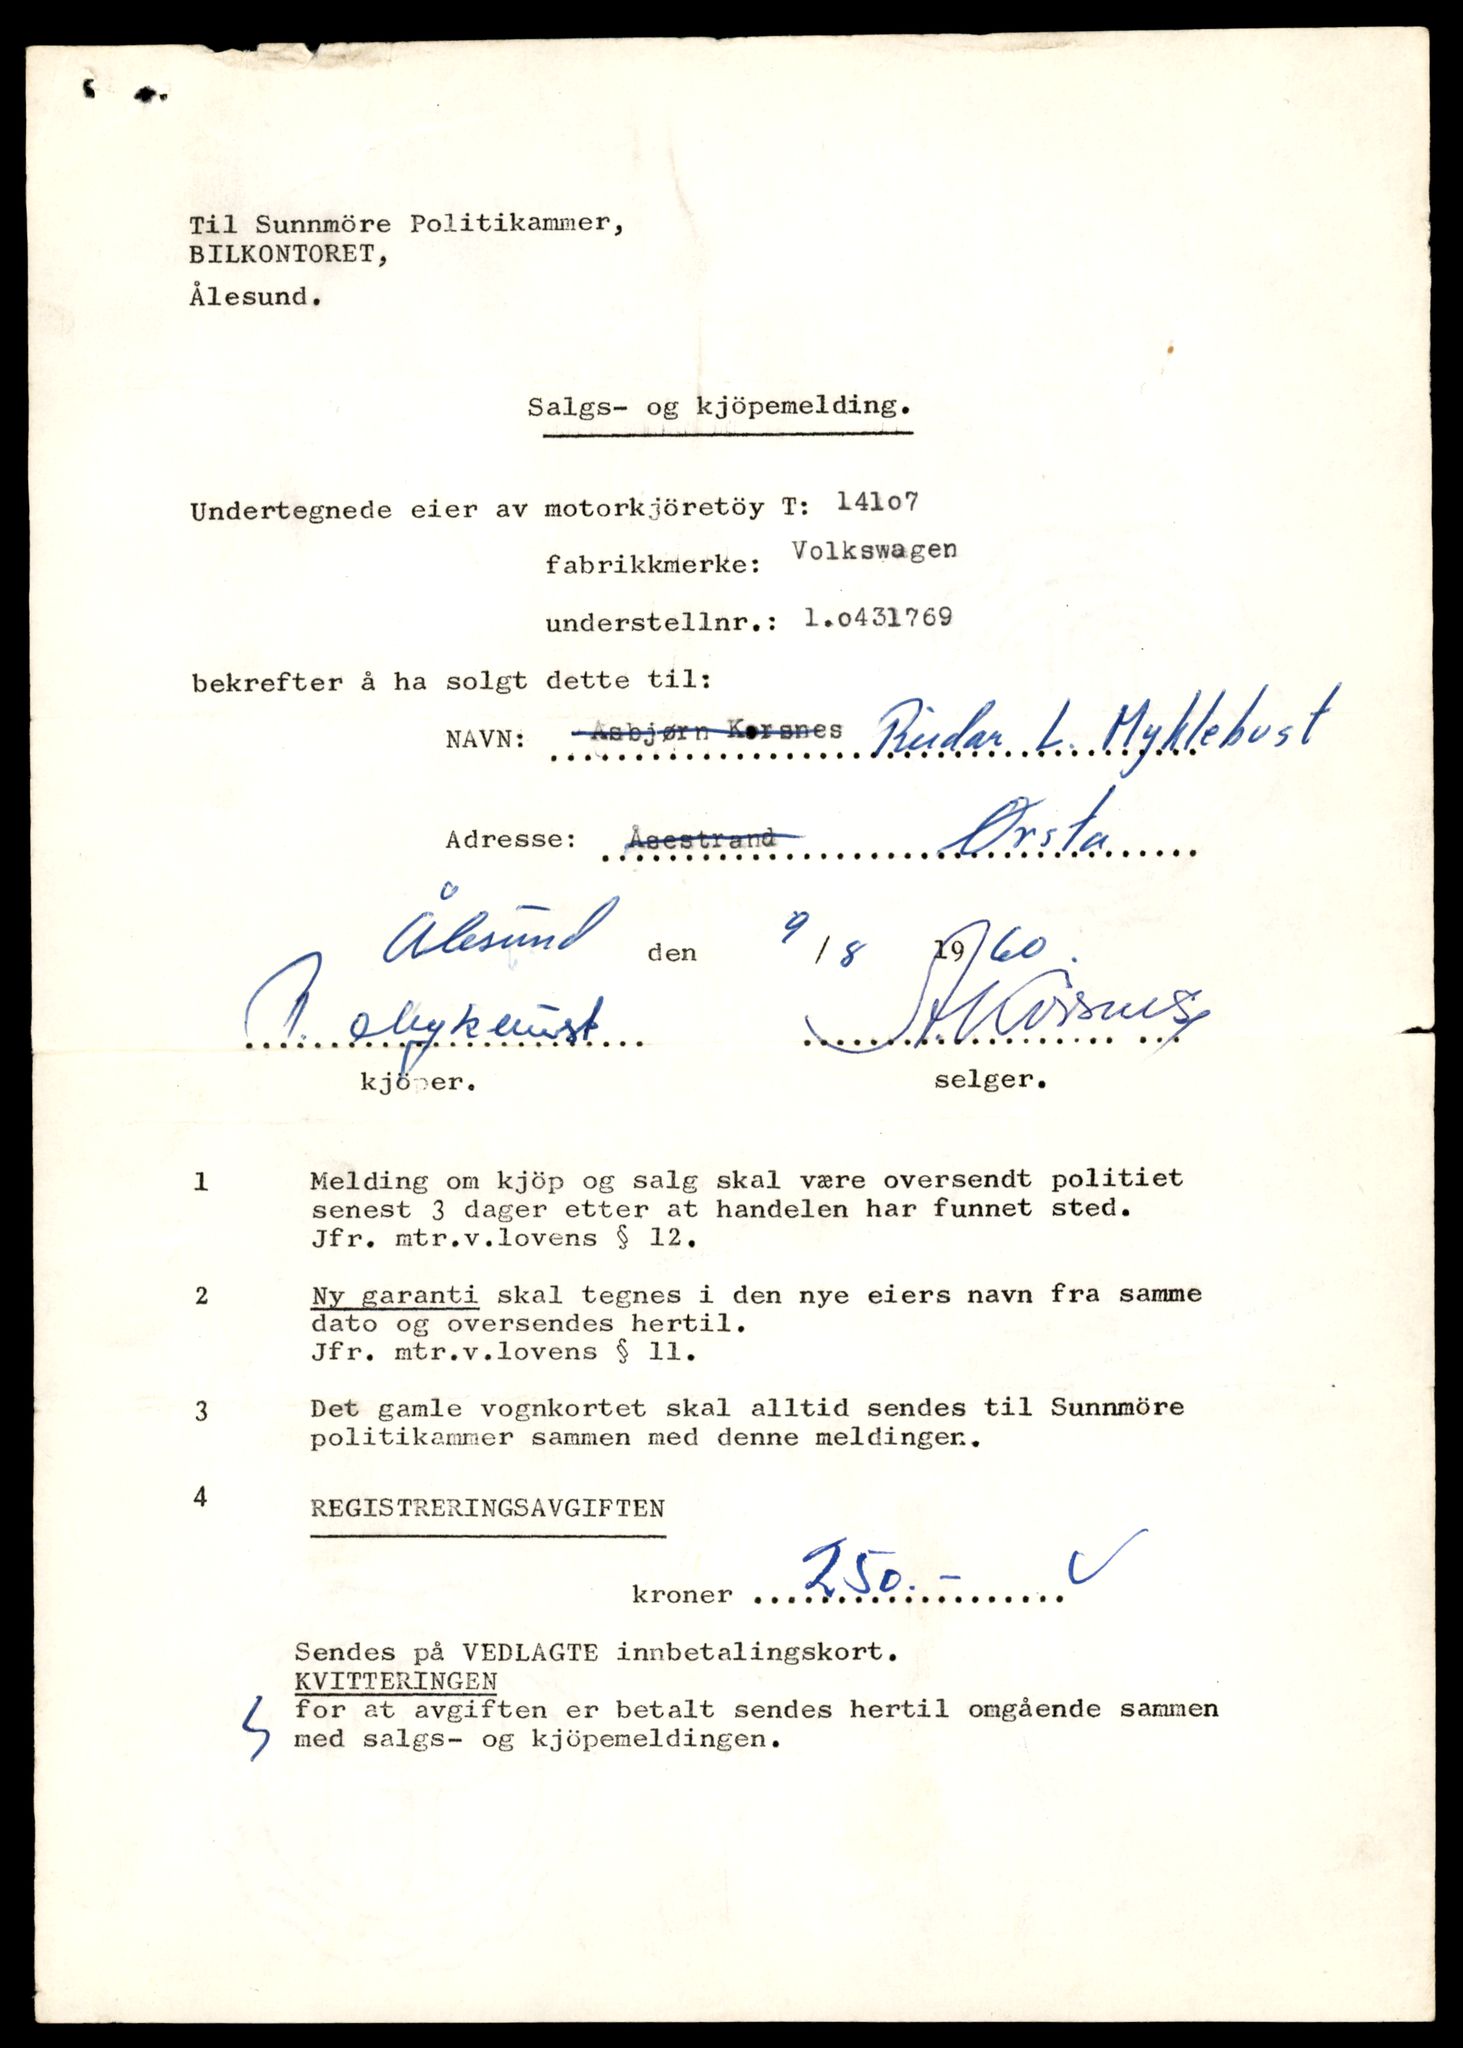 Til Sunnmöre Politikammer,
BILKONTORET,
Ålesund.
Salgs- og kjöpemelding.
Undertegnede eier av motorkjöretöy T: 14107
fabrikkmerke: Volkswagen
understellnr.: 1.0431769
bekrefter å ha solgt dette til:
NAVN: Asbjørn Korsnes Reidar L. Myklebust
Adresse: Åsestrand Ørsta
Ålesund den 9/8 1960.
R. Myklebust A. Korsnes
kjöper. selger.
1 Melding om kjöp og salg skal være oversendt politiet
senest 3 dager etter at handelen har funnet sted.
Jfr. mtr.v.lovens § 12.
2 Ny garanti skal tegnes i den nye eiers navn fra samme
dato og oversendes hertil.
Jfr. mtr.v.lovens § 11.
3 Det gamle vognkortet skal alltid sendes til Sunnmöre
politikammer sammen med denne meldingen.
4 REGISTRERINGSAVGIFTEN
kroner 250.-
Sendes på VEDLAGTE innbetalingskort.
KVITTERINGEN
for at avgiften er betalt sendes hertil omgående sammen
med salgs- og kjöpemeldingen.